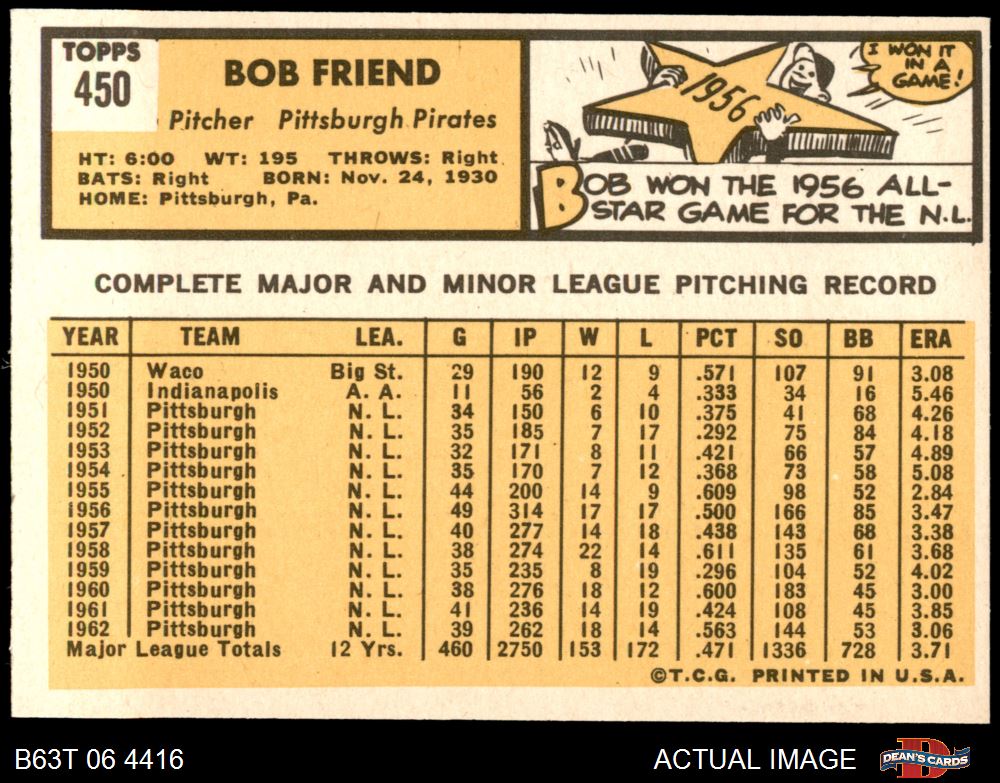 TOPPS
450
BOB FRIEND
Pitcher Pittsburgh Pirates
HT: 6:00 WT: 195 THROWS: Right
BATS: Right BORN: Nov. 24, 1930
HOME: Pittsburgh, Pa.
1956
I WON IT
IN A
GAME!
BOB WON THE 1956 ALL-
STAR GAME FOR THE N.L.
COMPLETE MAJOR AND MINOR LEAGUE PITCHING RECORD
YEAR TEAM LEA. G IP W L PCT SO BB ERA
1950 Waco Big St. 29 190 12 9 .571 107 91 3.08
1950 Indianapolis A. A. 11 56 2 4 .333 34 16 5.46
1951 Pittsburgh N. L. 34 150 6 10 .375 41 68 4.26
1952 Pittsburgh N. L. 35 185 7 17 .292 75 84 4.18
1953 Pittsburgh N. L. 32 171 8 11 .421 66 57 4.89
1954 Pittsburgh N. L. 35 170 7 12 .368 73 58 5.08
1955 Pittsburgh N. L. 44 200 14 9 .609 98 52 2.84
1956 Pittsburgh N. L. 49 314 17 17 .500 166 85 3.47
1957 Pittsburgh N. L. 40 277 14 18 .438 143 68 3.38
1958 Pittsburgh N. L. 38 274 22 14 .611 135 61 3.68
1959 Pittsburgh N. L. 35 235 8 19 .296 104 52 4.02
1960 Pittsburgh N. L. 38 276 18 12 .600 183 45 3.00
1961 Pittsburgh N. L. 41 236 14 19 .424 108 45 3.85
1962 Pittsburgh N. L. 39 262 18 14 .563 144 53 3.06
Major League Totals 12 Yrs. 460 2750 153 172 .471 1336 728 3.71
©T.C.G. PRINTED IN U.S.A.
B63T 06 4416 ACTUAL IMAGE D DEAN'S CARDS